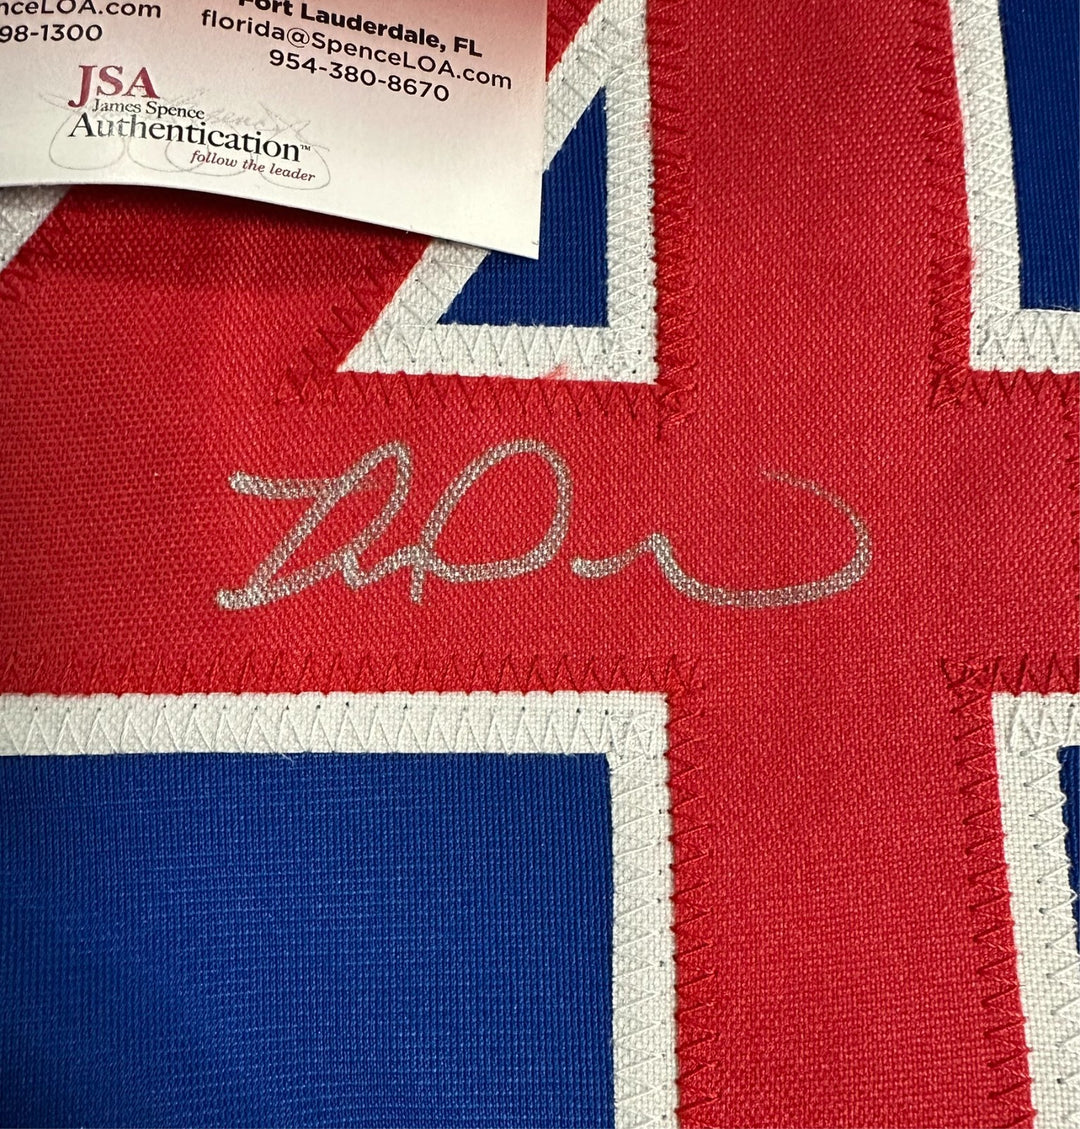 nceLOA.com
98-1300
Fort Lauderdale, FL
florida@SpenceLOA.com
954-380-8670
JSA
James Spence
Authentication™
follow the leader